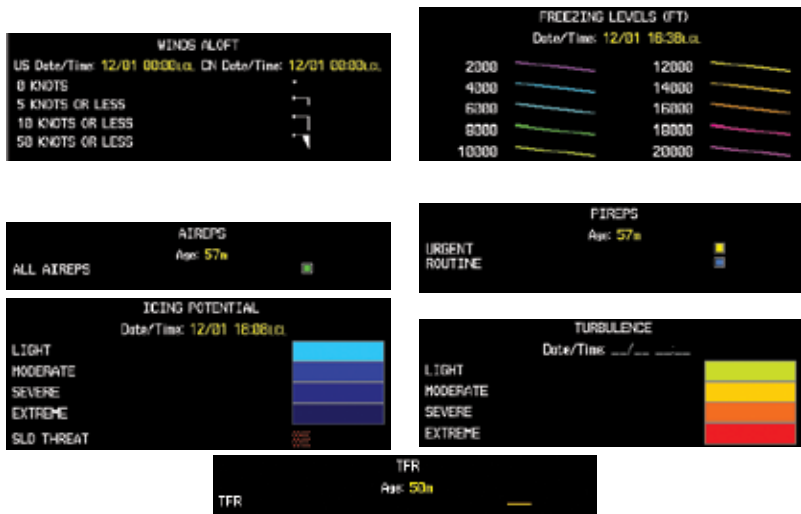 WINDS ALOFT
US Date/Time: 12/01 00:00LCL CN Date/Time: 12/01 00:00LCL
0 KNOTS
5 KNOTS OR LESS
10 KNOTS OR LESS
50 KNOTS OR LESS
FREEZING LEVELS (FT)
Date/Time: 12/01 16:38LCL
2000 12000
4000 14000
6000 16000
8000 18000
10000 20000
AIREPS
Age: 57m
ALL AIREPS
PIREPS
Age: 57m
URGENT
ROUTINE
ICING POTENTIAL
Date/Time: 12/01 16:08LCL
LIGHT
MODERATE
SEVERE
EXTREME
SLD THREAT
TURBULENCE
Date/Time: __/__ __:__
LIGHT
MODERATE
SEVERE
EXTREME
TFR
Age: 50m
TFR